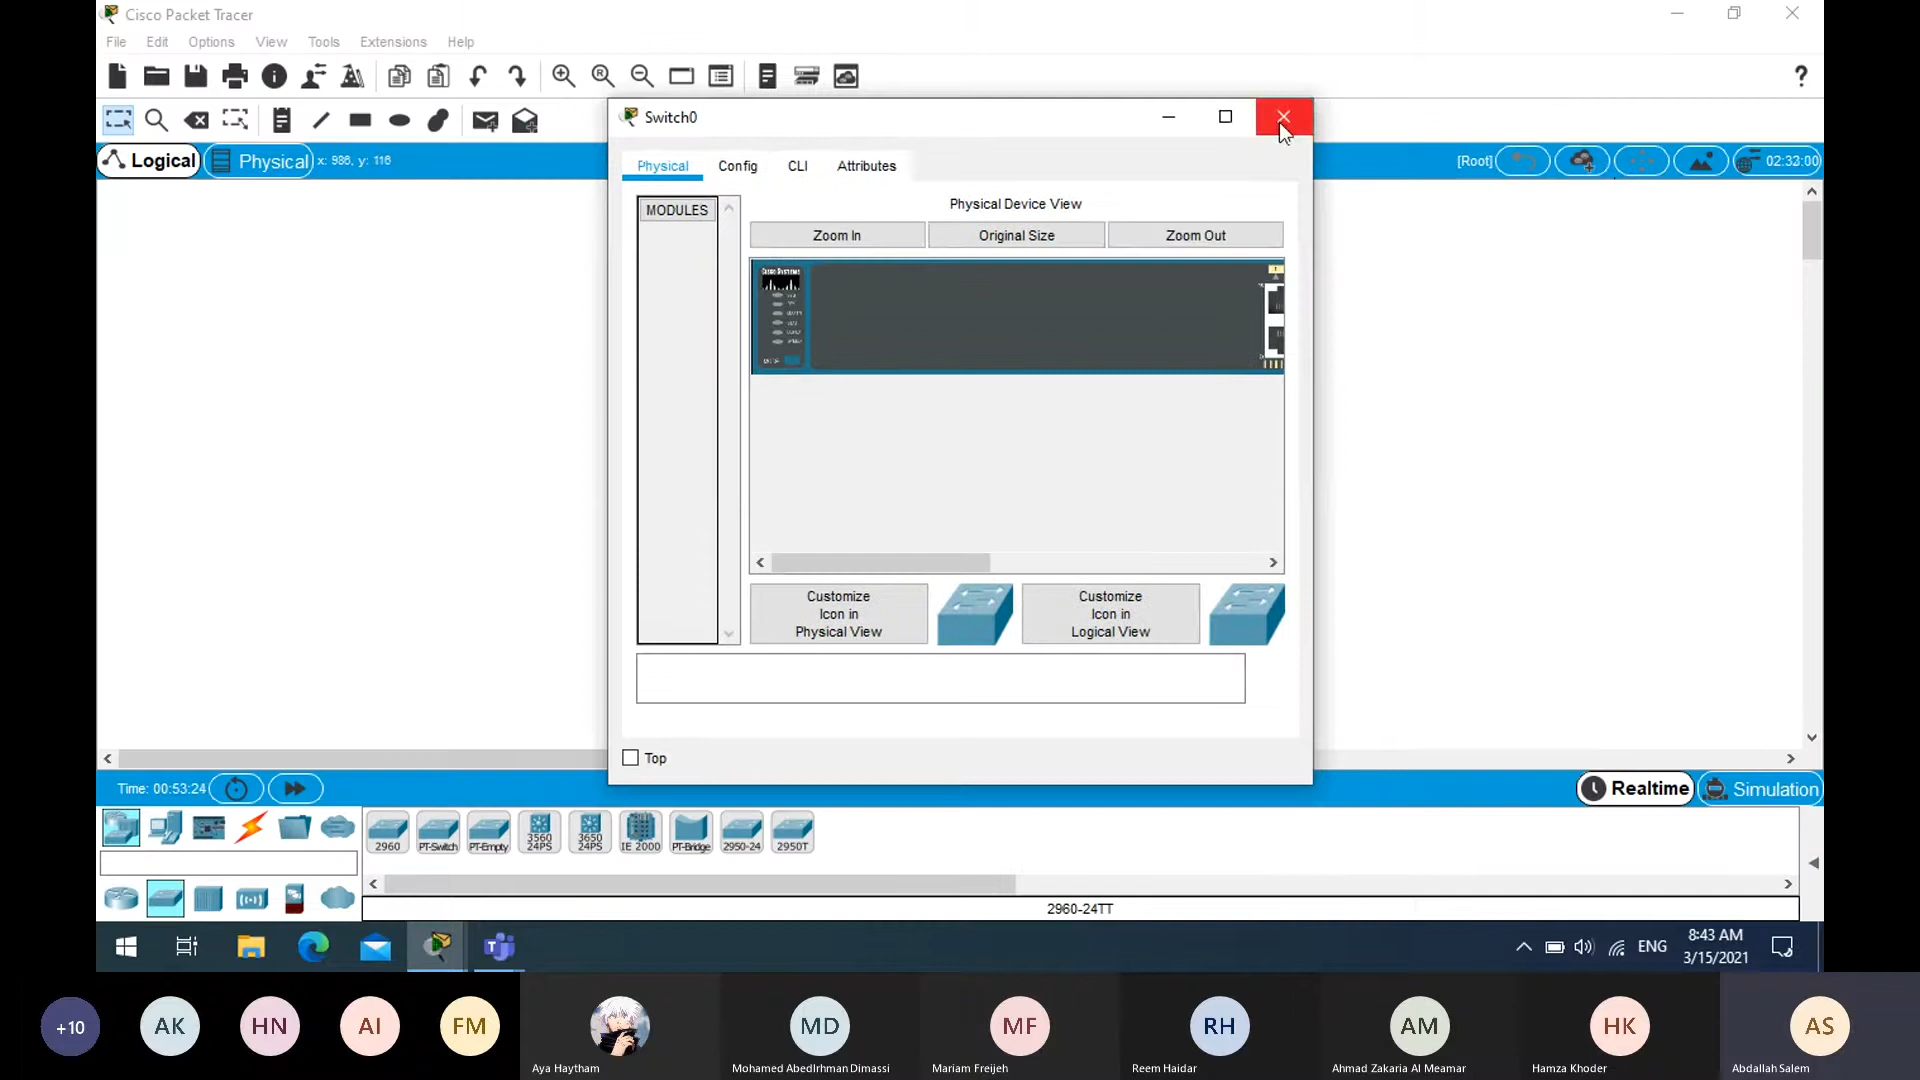 Cisco Packet Tracer
File Edit Options View Tools Extensions Help
?
Switch0
Logical
Physical
x: 986, y: 116
[Root]
02:33:00
Physical Config CLI Attributes
MODULES
Physical Device View
Zoom In
Original Size
Zoom Out
Cisco Systems
Customize
Icon in
Physical View
Customize
Icon in
Logical View
Top
Time: 00:53:24
Realtime
Simulation
2960
PT-Switch
PT-Empty
3560
24PS
3650
24PS
IE 2000
PT-Bridge
2950-24
2950T
2960-24TT
ENG
8:43 AM
3/15/2021
+10
AK
HN
AI
FM
Aya Haytham
MD
Mohamed AbedIrhman Dimassi
MF
Mariam Freijeh
RH
Reem Haidar
AM
Ahmad Zakaria Al Meamar
HK
Hamza Khoder
AS
Abdallah Salem